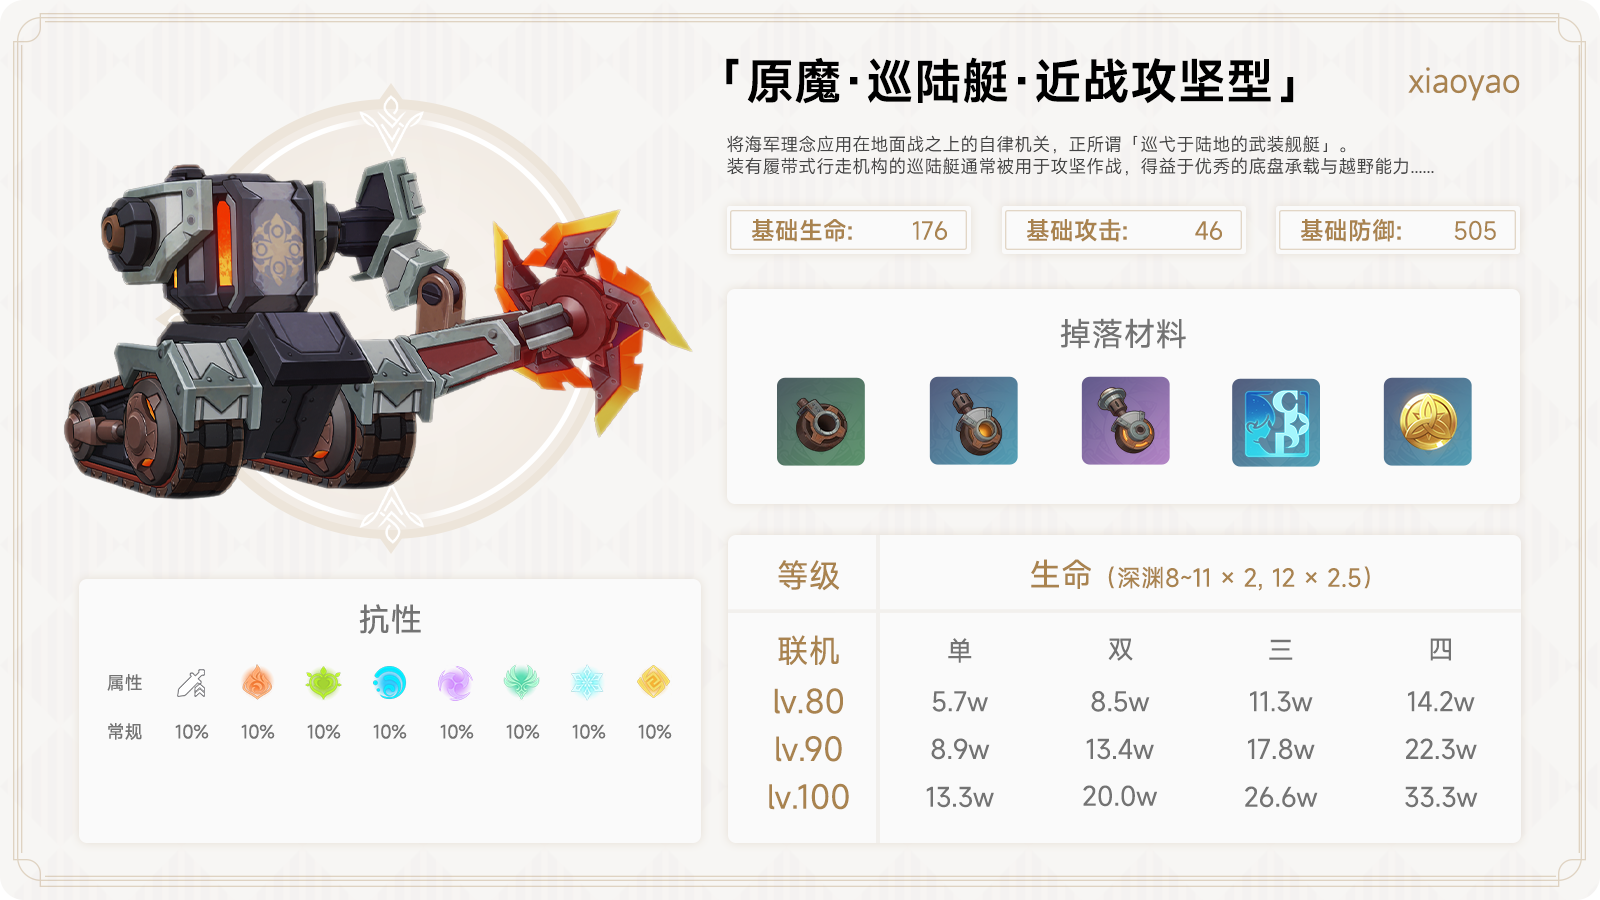 「原魔·巡陆艇·近战攻坚型」
xiaoyao
将海军理念应用在地面战之上的自律机关，正所谓「巡弋于陆地的武装舰艇」。
装有履带式行走机构的巡陆艇通常被用于攻坚作战，得益于优秀的底盘承载与越野能力......
基础生命: 176 基础攻击: 46 基础防御: 505
掉落材料
抗性
属性
常规 10% 10% 10% 10% 10% 10% 10% 10%
等级 生命（深渊8~11 × 2, 12 × 2.5）
联机 单 双 三 四
lv.80 5.7w 8.5w 11.3w 14.2w
lv.90 8.9w 13.4w 17.8w 22.3w
lv.100 13.3w 20.0w 26.6w 33.3w